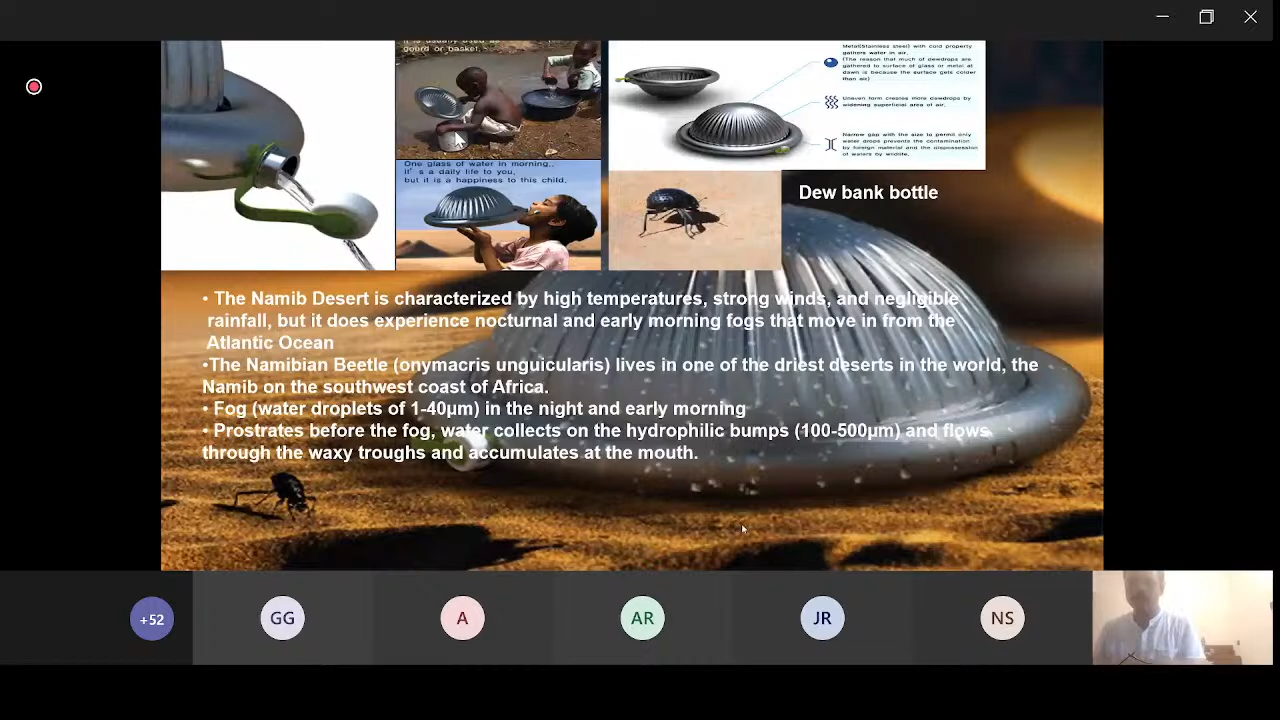 It is usually used as
gourd or basket.
One glass of water in morning..
it's a daily life to you,
but it is a happiness to this child.
Metal(Stainless steel) with cold property
gathers water in air.
(The reason that much of dewdrops are
gathered to surface of glass or metal at
dawn is because the surface gets colder
than air)
Uneven form creates more dewdrops by
widening superficial area of air.
Narrow gap with the size to permit only
water drops prevents the contamination
by foreign material and the dispossession
of waters by wildlife.
Dew bank bottle
• The Namib Desert is characterized by high temperatures, strong winds, and negligible
rainfall, but it does experience nocturnal and early morning fogs that move in from the
Atlantic Ocean
•The Namibian Beetle (onymacris unguicularis) lives in one of the driest deserts in the world, the
Namib on the southwest coast of Africa.
• Fog (water droplets of 1-40µm) in the night and early morning
• Prostrates before the fog, water collects on the hydrophilic bumps (100-500µm) and flows
through the waxy troughs and accumulates at the mouth.
+52
GG
A
AR
JR
NS